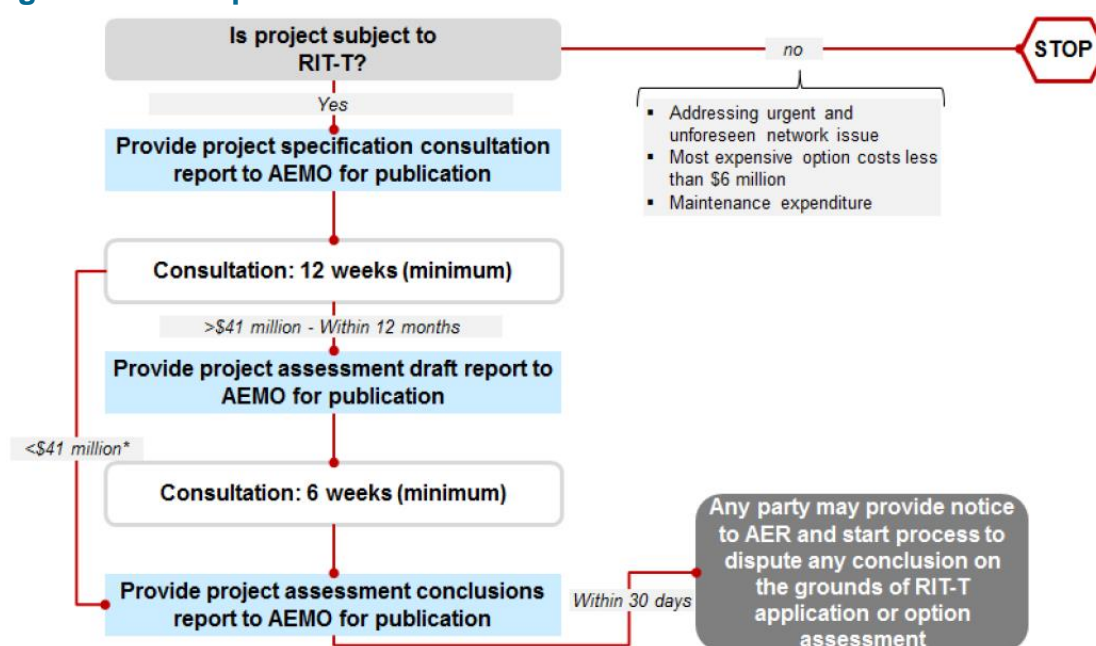 Is project subject to
RIT-T?
no
STOP
Yes
▪ Addressing urgent and
unforeseen network issue
▪ Most expensive option costs less
than $6 million
▪ Maintenance expenditure
Provide project specification consultation
report to AEMO for publication
Consultation: 12 weeks (minimum)
>$41 million - Within 12 months
Provide project assessment draft report to
AEMO for publication
<$41 million*
Consultation: 6 weeks (minimum)
Provide project assessment conclusions
report to AEMO for publication
Within 30 days
Any party may provide notice
to AER and start process to
dispute any conclusion on
the grounds of RIT-T
application or option
assessment